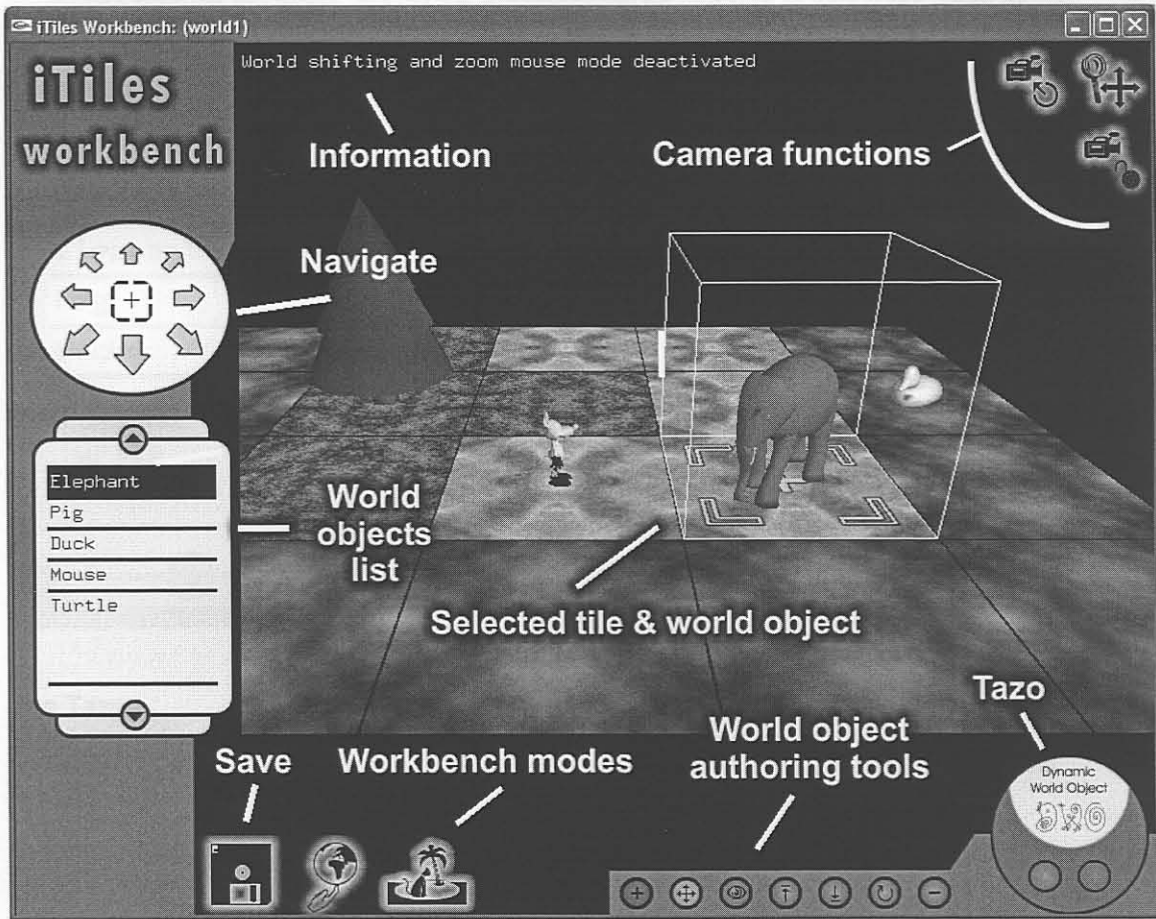 iTiles Workbench: (world1)
iTiles
workbench
World shifting and zoom mouse mode deactivated
Information
Camera functions
Navigate
Elephant
Pig
Duck
Mouse
Turtle
World
objects
list
Selected tile & world object
Tazo
World object
authoring tools
Save
Workbench modes
Dynamic
World Object